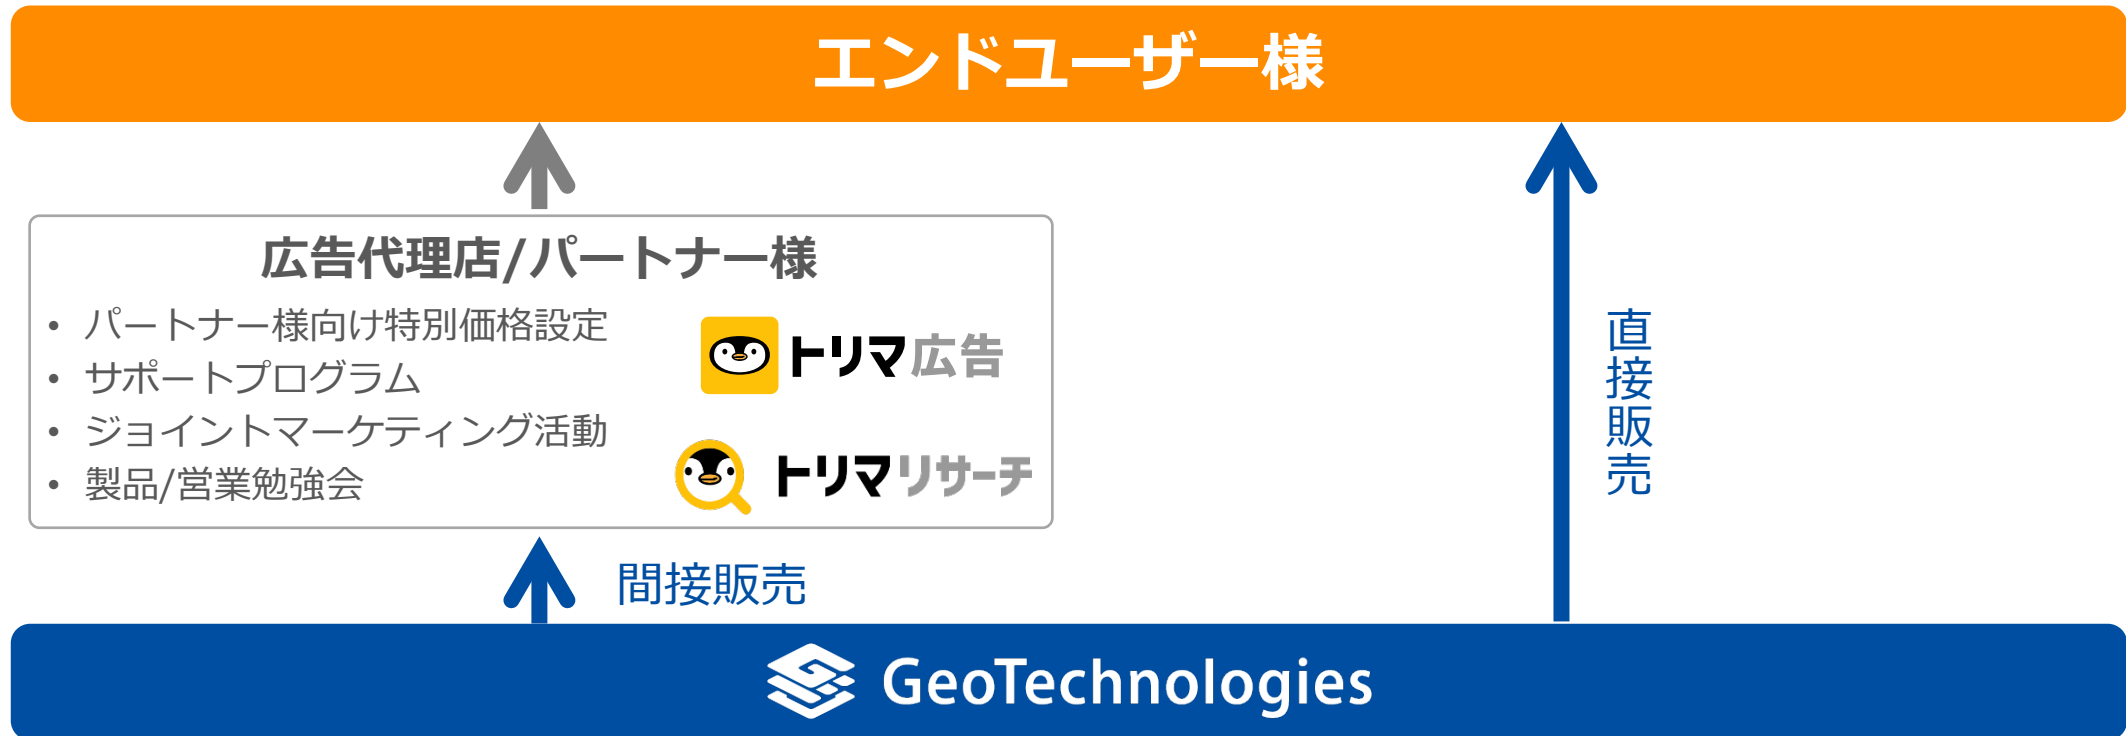 エンドユーザー様
広告代理店/パートナー様
• パートナー様向け特別価格設定
• サポートプログラム
• ジョイントマーケティング活動
• 製品/営業勉強会
トリマ広告
トリマリサーチ
直接販売
間接販売
GeoTechnologies